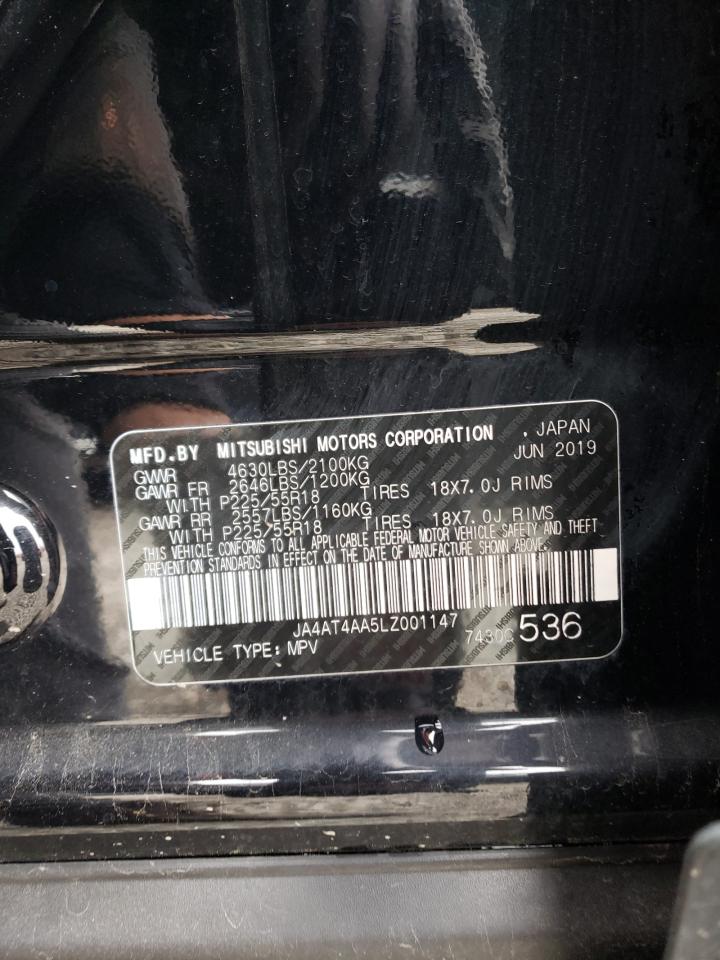 MFD.BY MITSUBISHI MOTORS CORPORATION , JAPAN
GVWR 4630LBS/2100KG JUN 2019
GAWR FR 2646LBS/1200KG
WITH P225/55R18 TIRES 18X7.0J RIMS
GAWR RR 2557LBS/1160KG
WITH P225/55R18 TIRES 18X7.0J RIMS
THIS VEHICLE CONFORMS TO ALL APPLICABLE FEDERAL MOTOR VEHICLE SAFETY AND THEFT
PREVENTION STANDARDS IN EFFECT ON THE DATE OF MANUFACTURE SHOWN ABOVE.
JA4AT4AA5LZ001147
VEHICLE TYPE: MPV 7430C 536